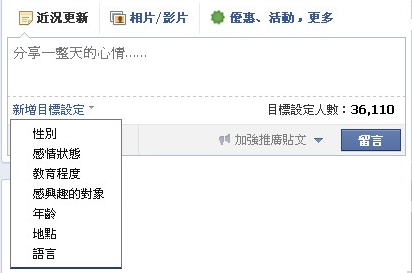 近況更新 相片/影片 優惠、活動，更多
分享一整天的心情......
新增目標設定 目標設定人數：36,110
加強推廣貼文 留言
性別
感情狀態
教育程度
感興趣的對象
年齡
地點
語言